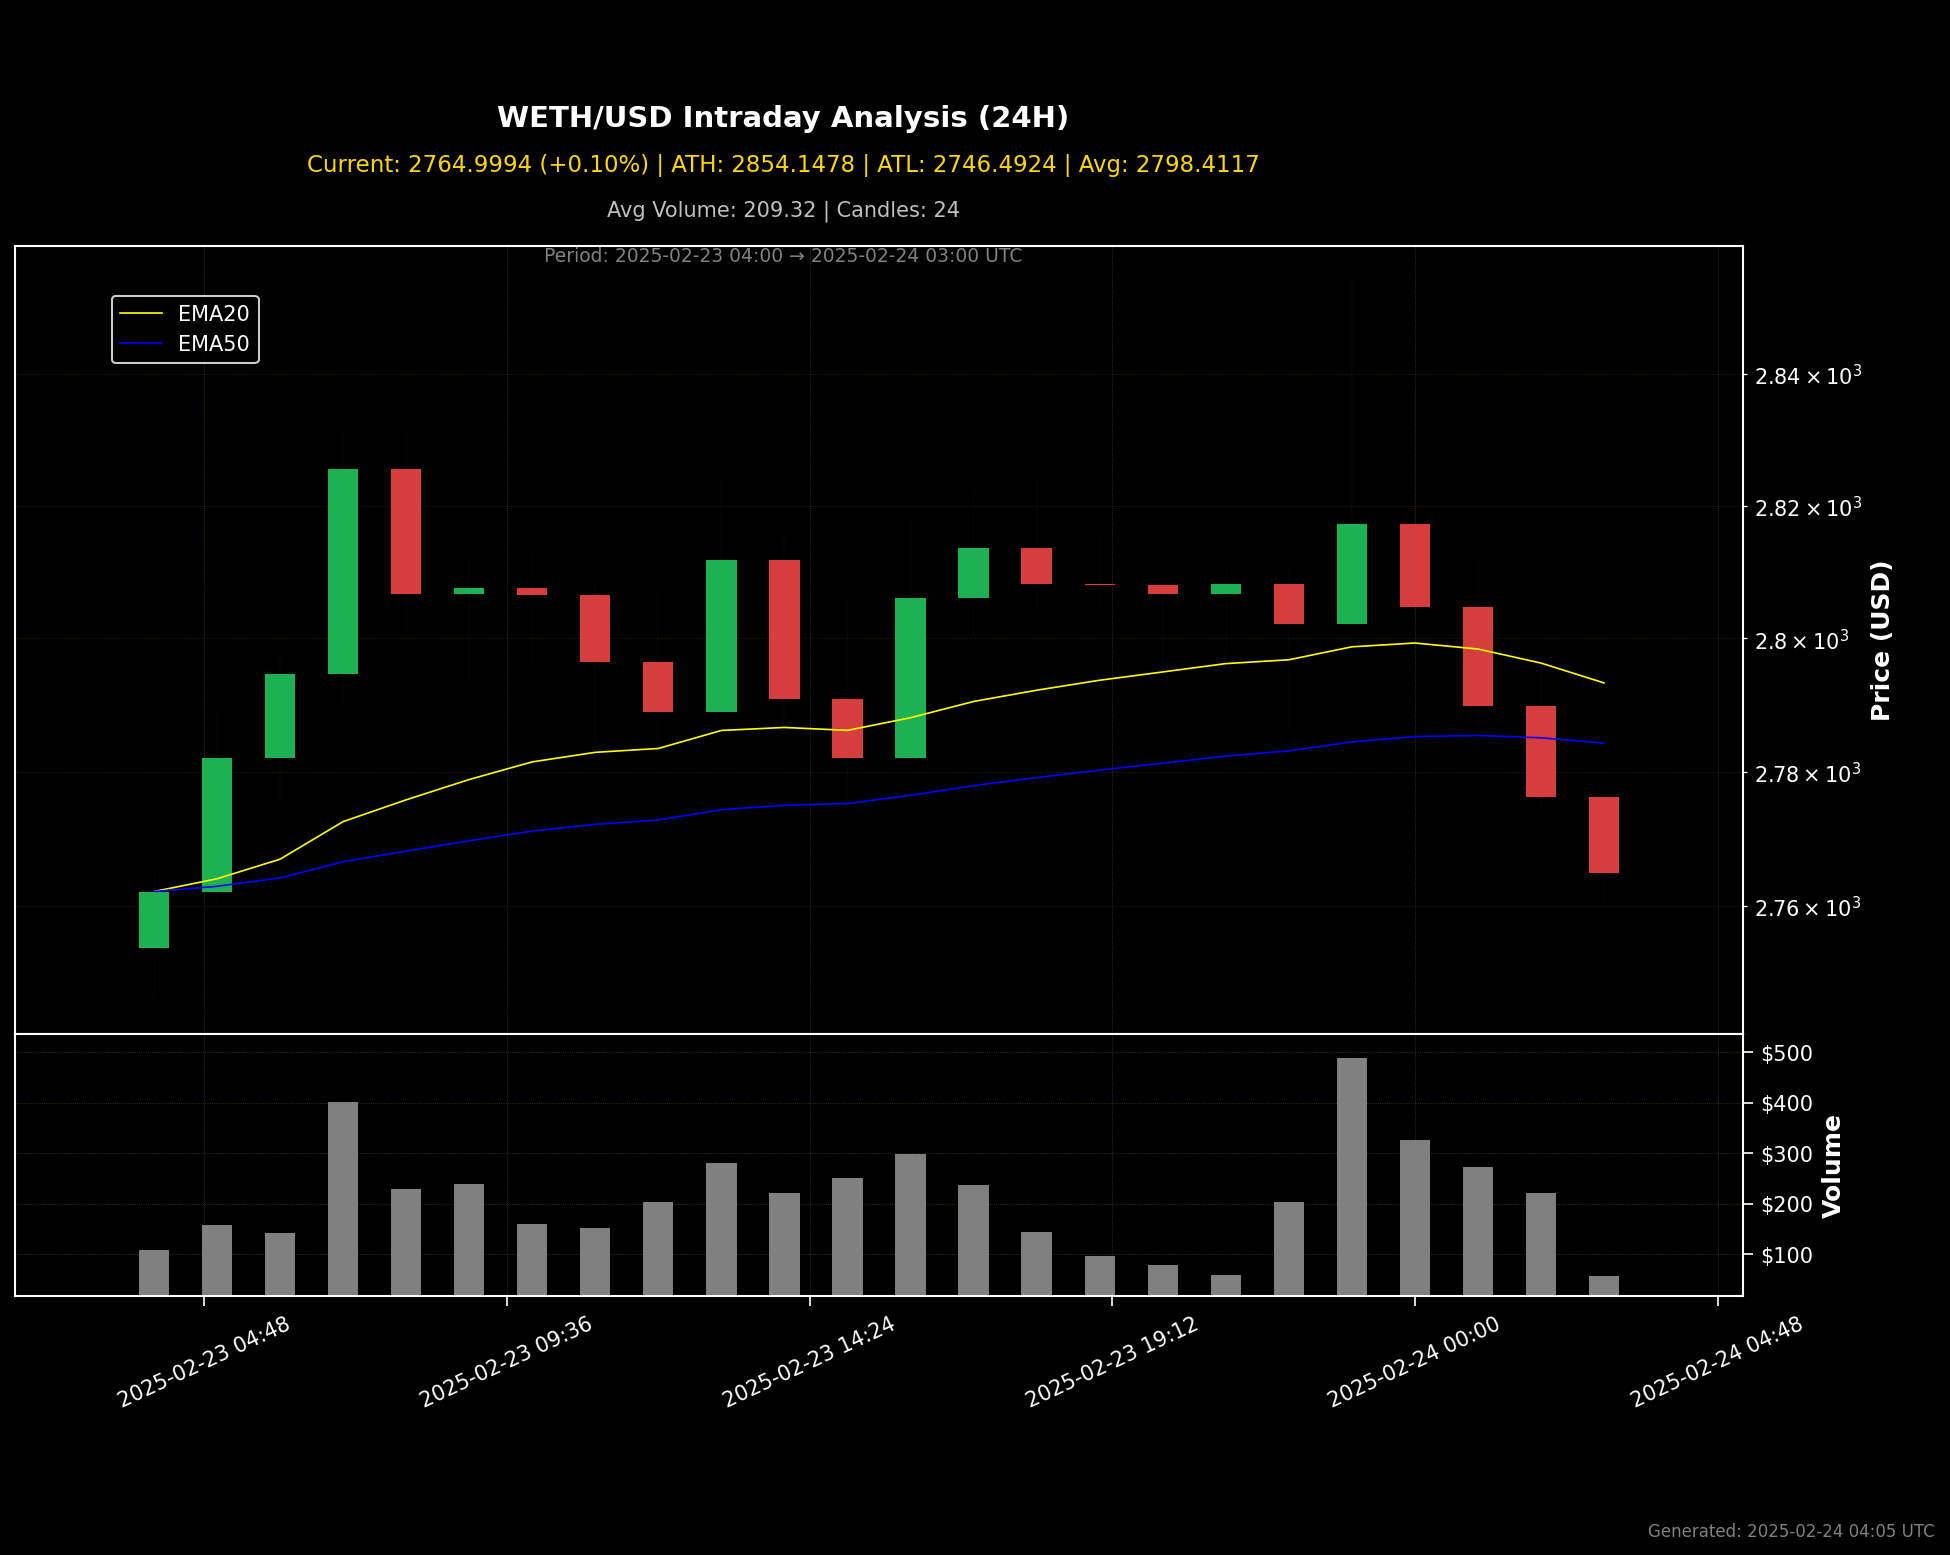 WETH/USD Intraday Analysis (24H)
Current: 2764.9994 (+0.10%) | ATH: 2854.1478 | ATL: 2746.4924 | Avg: 2798.4117
Avg Volume: 209.32 | Candles: 24
Period: 2025-02-23 04:00 → 2025-02-24 03:00 UTC
EMA20
EMA50
2.84 × 10³
2.82 × 10³
2.8 × 10³
2.78 × 10³
2.76 × 10³
Price (USD)
$500
$400
$300
$200
$100
Volume
2025-02-23 04:48
2025-02-23 09:36
2025-02-23 14:24
2025-02-23 19:12
2025-02-24 00:00
2025-02-24 04:48
Generated: 2025-02-24 04:05 UTC